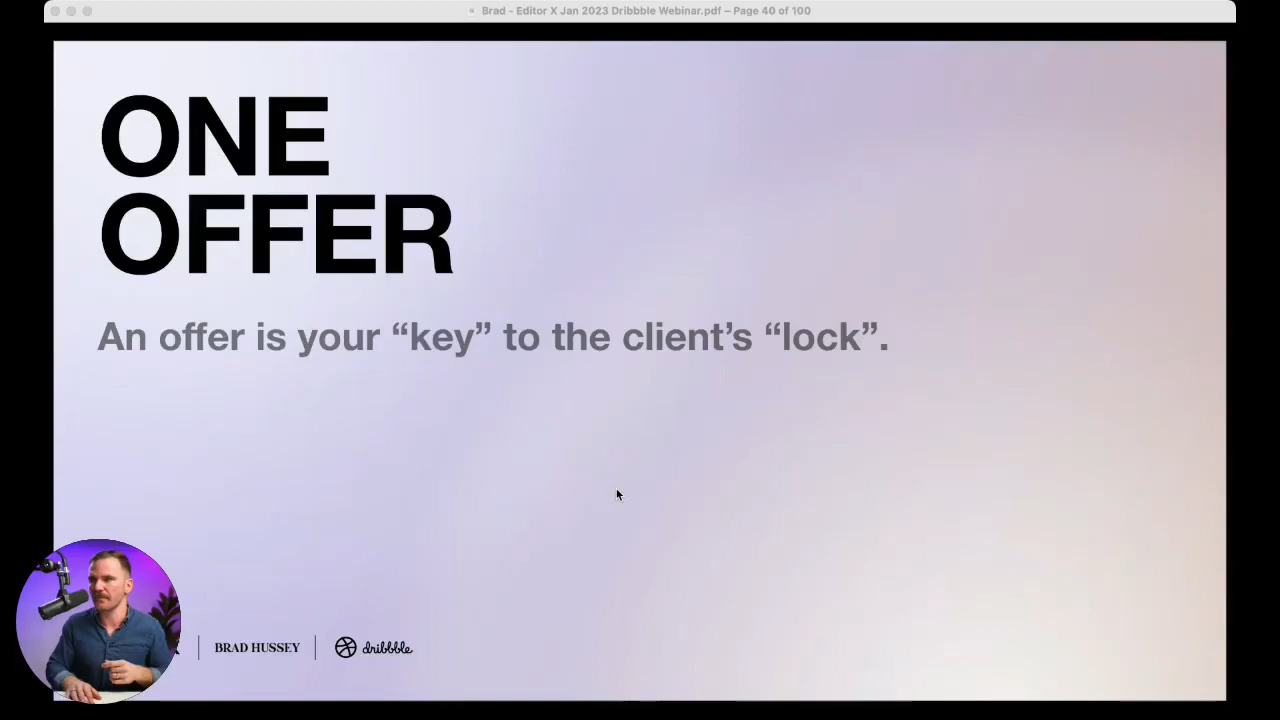 Brad - Editor X Jan 2023 Dribbble Webinar.pdf – Page 40 of 100
ONE
OFFER
An offer is your “key” to the client’s “lock”.
BRAD HUSSEY
dribbble